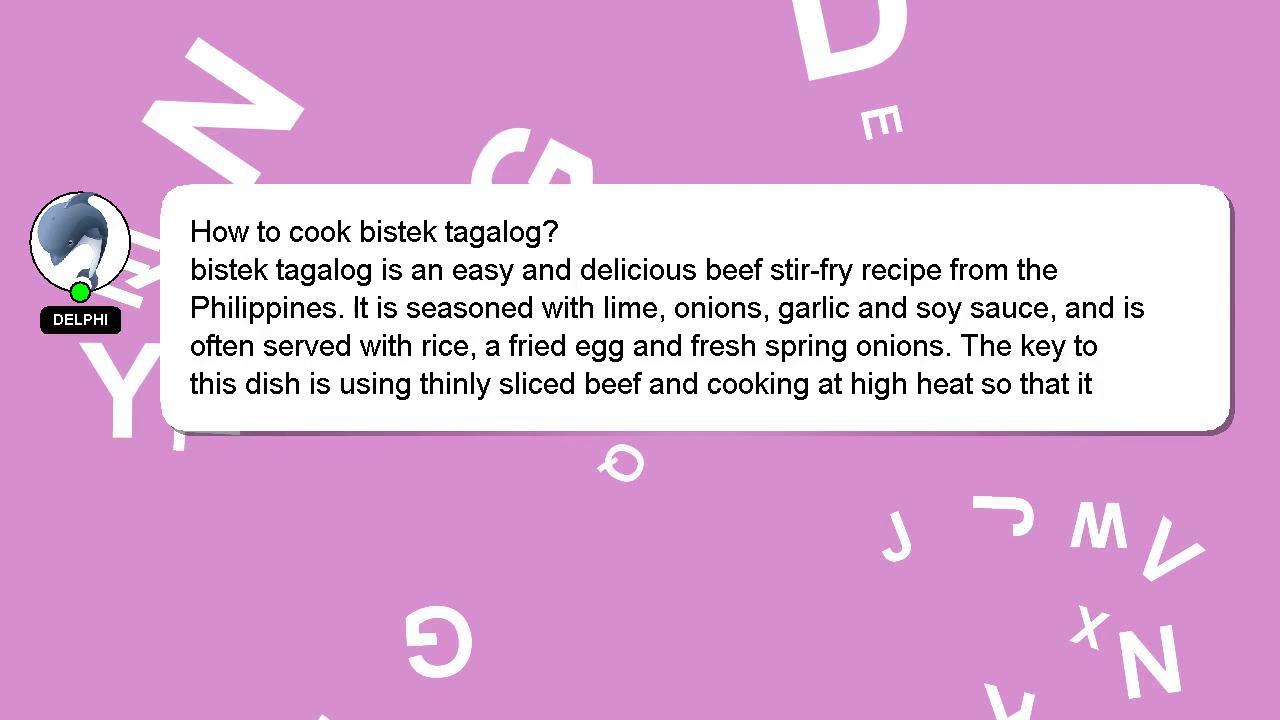 D
N
E
G
How to cook bistek tagalog?
bistek tagalog is an easy and delicious beef stir-fry recipe from the
Philippines. It is seasoned with lime, onions, garlic and soy sauce, and is
often served with rice, a fried egg and fresh spring onions. The key to
this dish is using thinly sliced beef and cooking at high heat so that it
DELPHI
Y
Q
J
J
W
V
X
G
N